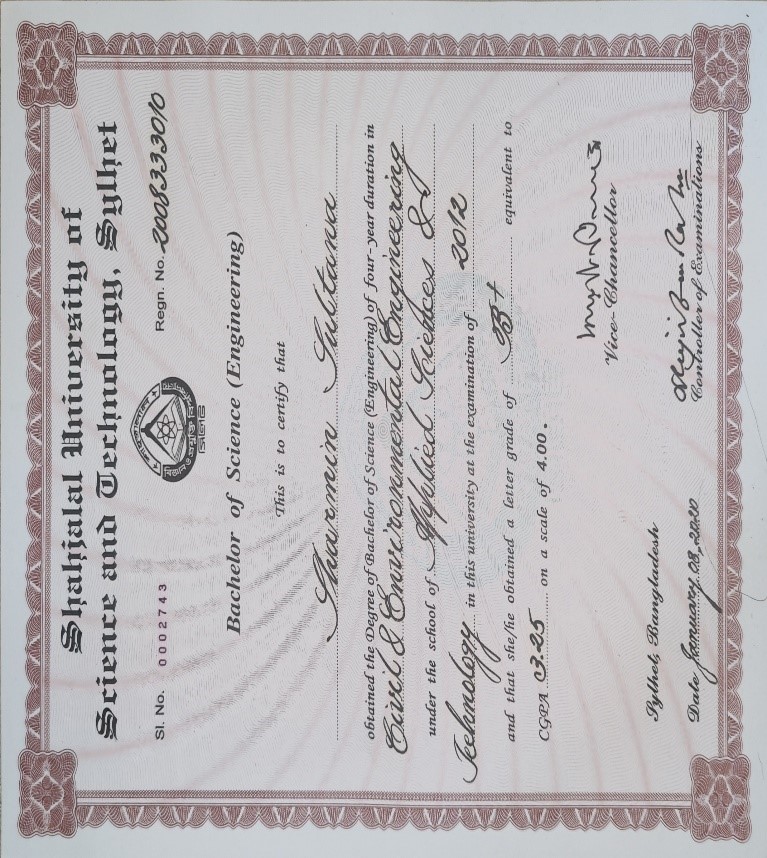 Shahjalal University of
Science and Technology, Sylhet
Sl. No. 0002743
Regn. No. 2008333010
Bachelor of Science (Engineering)
This is to certify that
Sharmin Sultana
obtained the Degree of Bachelor of Science (Engineering) of four-year duration in
Civil & Environmental Engineering
under the school of Applied Sciences &
Technology in this university at the examination of 2012
and that she/he obtained a letter grade of B+ equivalent to
CGPA 3.25 on a scale of 4.00.
Vice-Chancellor
Sylhet, Bangladesh
Date January 08, 2020
Controller of Examinations